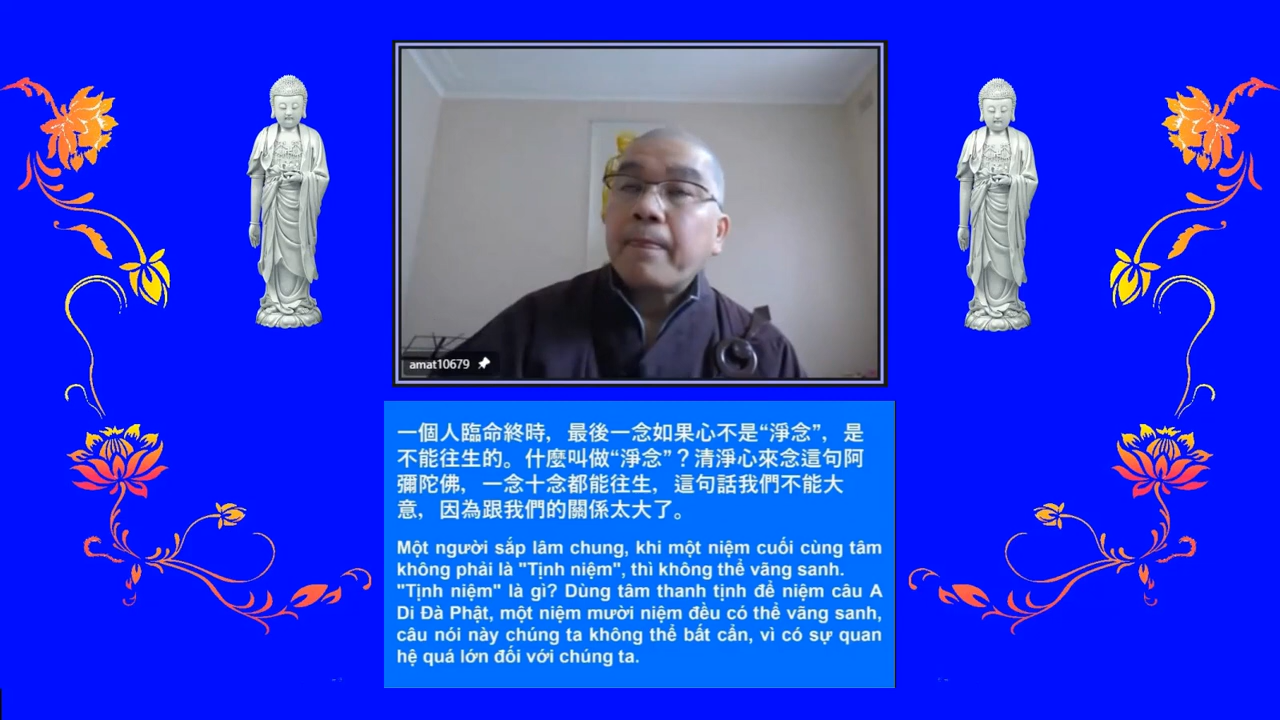 amat10679
一個人臨命終時，最後一念如果心不是“淨念”，是
不能往生的。什麼叫做“淨念”？清淨心來念這句阿
彌陀佛，一念十念都能往生，這句話我們不能大
意，因為跟我們的關係太大了。
Một người sắp lâm chung, khi một niệm cuối cùng tâm
không phải là "Tịnh niệm", thì không thể vãng sanh.
"Tịnh niệm" là gì? Dùng tâm thanh tịnh để niệm câu A
Di Đà Phật, một niệm mười niệm đều có thể vãng sanh,
câu nói này chúng ta không thể bất cẩn, vì có sự quan
hệ quá lớn đối với chúng ta.